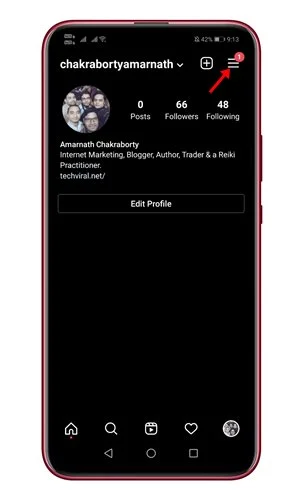 42% 9:13
chakrabortyamarnath
1
0 66 48
Posts Followers Following
Amarnath Chakraborty
Internet Marketing, Blogger, Author, Trader & a Reiki
Practitioner.
techviral.net/
Edit Profile